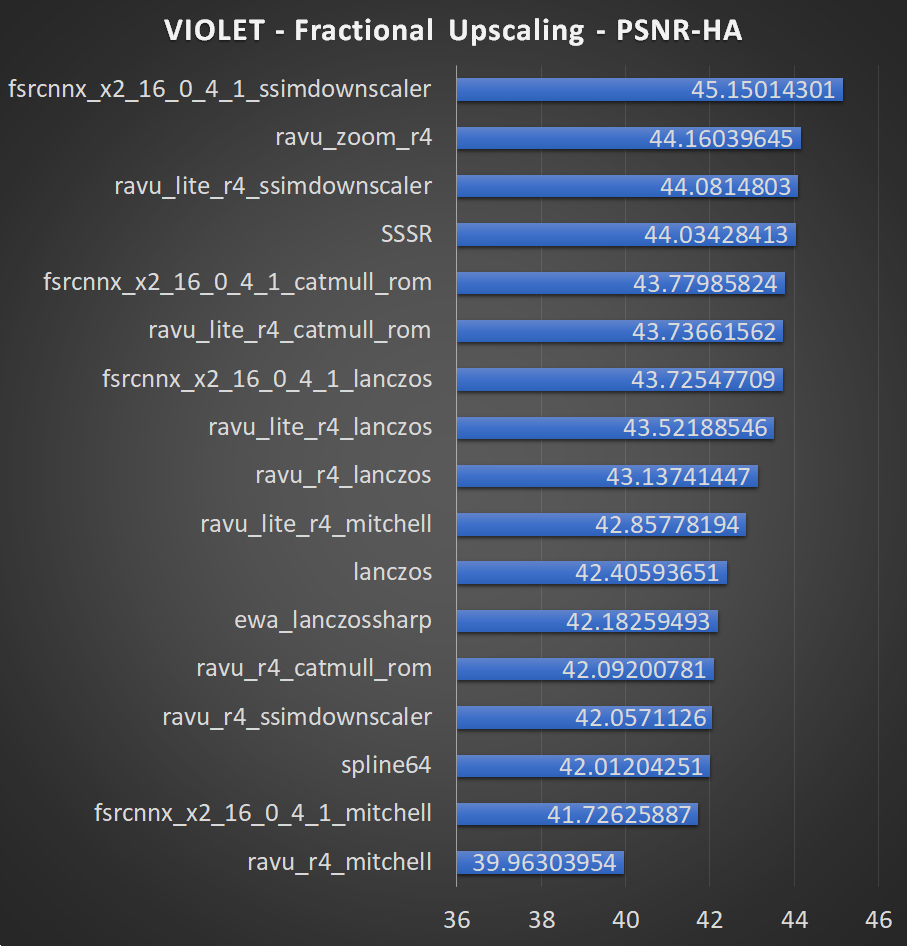 VIOLET - Fractional Upscaling - PSNR-HA
fsrcnnx_x2_16_0_4_1_ssimdownscaler 45.15014301
ravu_zoom_r4 44.16039645
ravu_lite_r4_ssimdownscaler 44.0814803
SSSR 44.03428413
fsrcnnx_x2_16_0_4_1_catmull_rom 43.77985824
ravu_lite_r4_catmull_rom 43.73661562
fsrcnnx_x2_16_0_4_1_lanczos 43.72547709
ravu_lite_r4_lanczos 43.52188546
ravu_r4_lanczos 43.13741447
ravu_lite_r4_mitchell 42.85778194
lanczos 42.40593651
ewa_lanczossharp 42.18259493
ravu_r4_catmull_rom 42.09200781
ravu_r4_ssimdownscaler 42.0571126
spline64 42.01204251
fsrcnnx_x2_16_0_4_1_mitchell 41.72625887
ravu_r4_mitchell 39.96303954
36 38 40 42 44 46